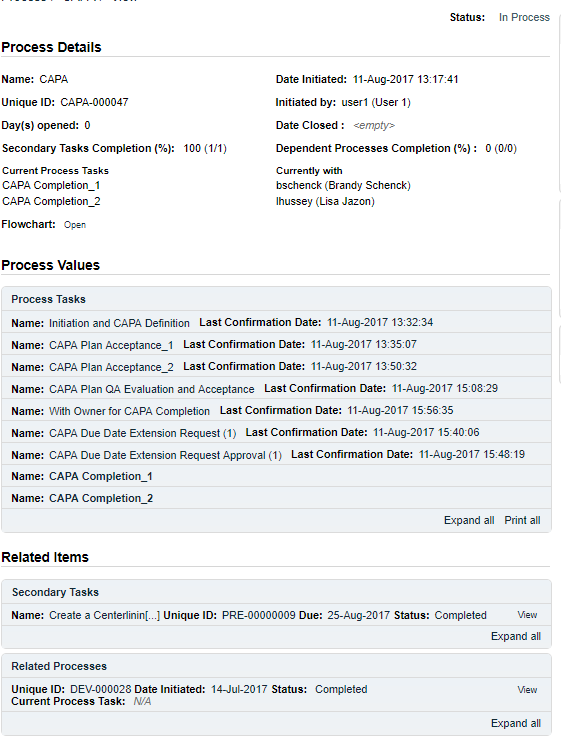 Status: In Process
Process Details
Name: CAPA Date Initiated: 11-Aug-2017 13:17:41
Unique ID: CAPA-000047 Initiated by: user1 (User 1)
Day(s) opened: 0 Date Closed : <empty>
Secondary Tasks Completion (%): 100 (1/1) Dependent Processes Completion (%) : 0 (0/0)
Current Process Tasks Currently with
CAPA Completion_1 bschenck (Brandy Schenck)
CAPA Completion_2 lhussey (Lisa Jazon)
Flowchart: Open
Process Values
Process Tasks
Name: Initiation and CAPA Definition Last Confirmation Date: 11-Aug-2017 13:32:34
Name: CAPA Plan Acceptance_1 Last Confirmation Date: 11-Aug-2017 13:35:07
Name: CAPA Plan Acceptance_2 Last Confirmation Date: 11-Aug-2017 13:50:32
Name: CAPA Plan QA Evaluation and Acceptance Last Confirmation Date: 11-Aug-2017 15:08:29
Name: With Owner for CAPA Completion Last Confirmation Date: 11-Aug-2017 15:56:35
Name: CAPA Due Date Extension Request (1) Last Confirmation Date: 11-Aug-2017 15:40:06
Name: CAPA Due Date Extension Request Approval (1) Last Confirmation Date: 11-Aug-2017 15:48:19
Name: CAPA Completion_1
Name: CAPA Completion_2
Expand all Print all
Related Items
Secondary Tasks
Name: Create a Centerlinin[...] Unique ID: PRE-00000009 Due: 25-Aug-2017 Status: Completed View
Expand all
Related Processes
Unique ID: DEV-000028 Date Initiated: 14-Jul-2017 Status: Completed View
Current Process Task: N/A
Expand all